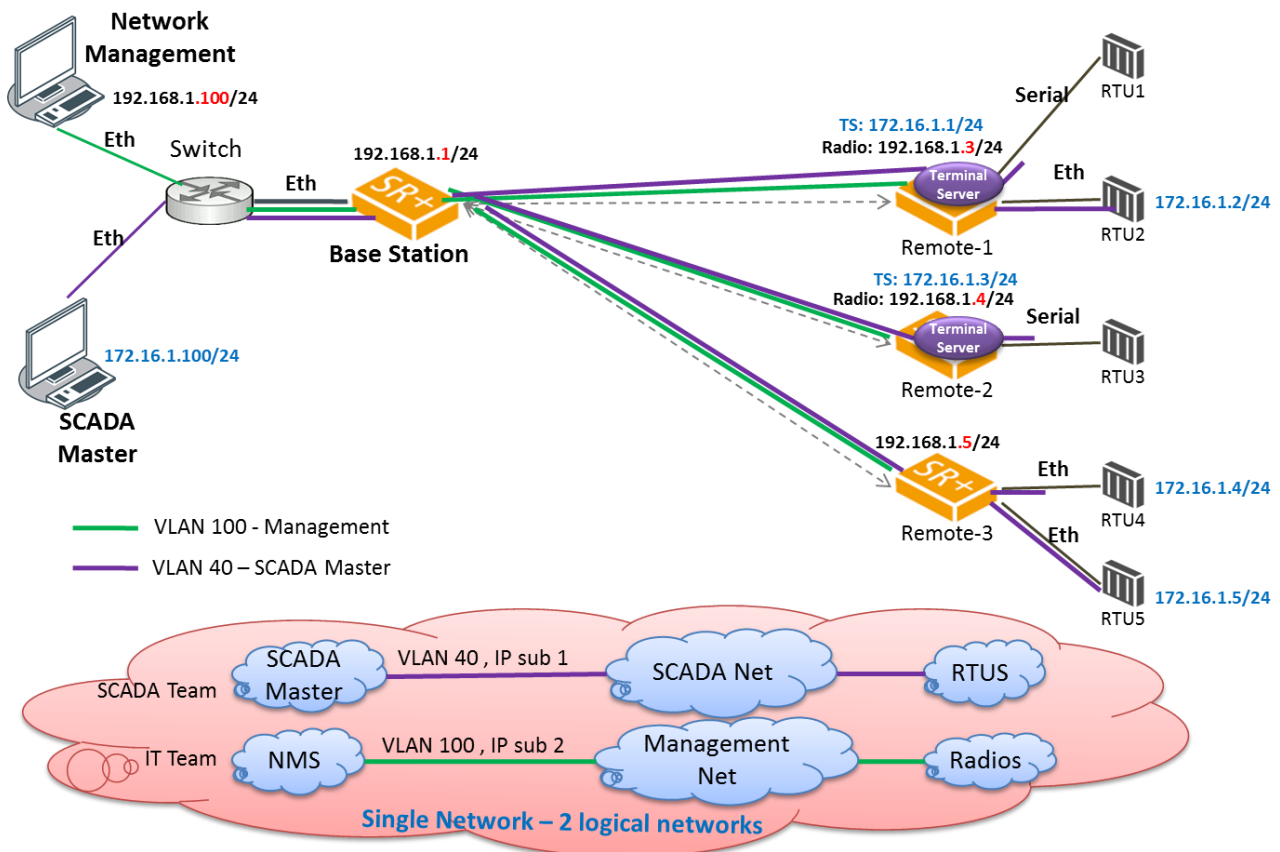 Network
Management
192.168.1.100/24
Eth
Switch
Eth
Eth
192.168.1.1/24
SR+
Base Station
172.16.1.100/24
SCADA
Master
TS: 172.16.1.1/24
Radio: 192.168.1.3/24
Terminal
Server
Remote-1
Serial
RTU1
Eth
RTU2
172.16.1.2/24
TS: 172.16.1.3/24
Radio: 192.168.1.4/24
Terminal
Server
Remote-2
Serial
RTU3
192.168.1.5/24
SR+
Remote-3
Eth
RTU4
172.16.1.4/24
Eth
RTU5
172.16.1.5/24
VLAN 100 - Management
VLAN 40 – SCADA Master
SCADA Team
SCADA
Master
VLAN 40 , IP sub 1
SCADA Net
RTUS
IT Team
NMS
VLAN 100 , IP sub 2
Management
Net
Radios
Single Network – 2 logical networks